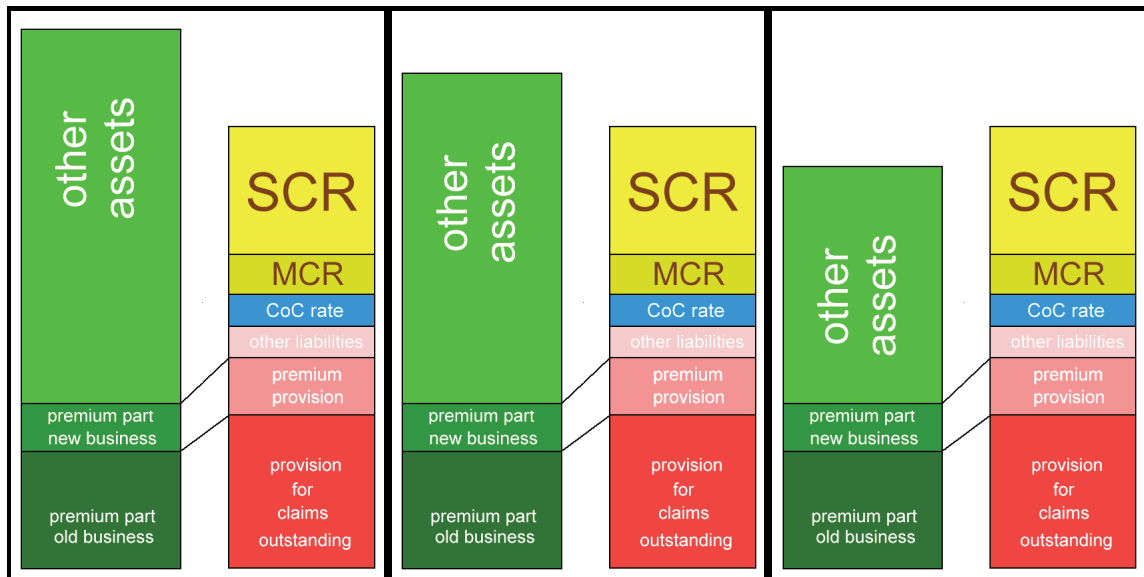 other
assets
premium part
new business
premium part
old business
SCR
MCR
CoC rate
other liabilities
premium
provision
provision
for
claims
outstanding
other
assets
premium part
new business
premium part
old business
SCR
MCR
CoC rate
other liabilities
premium
provision
provision
for
claims
outstanding
other
assets
premium part
new business
premium part
old business
SCR
MCR
CoC rate
other liabilities
premium
provision
provision
for
claims
outstanding